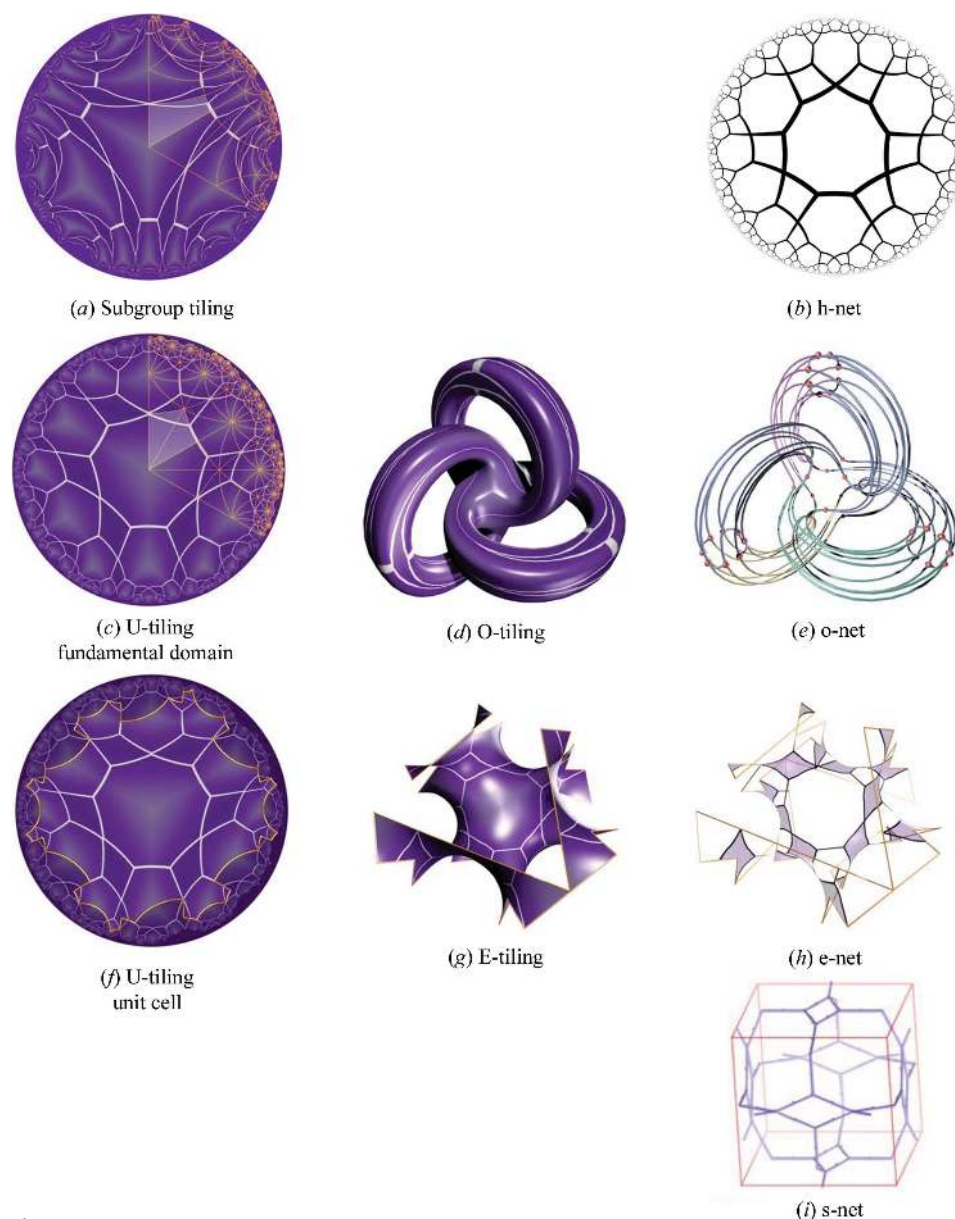 (a) Subgroup tiling
(b) h-net
(c) U-tiling
fundamental domain
(d) O-tiling
(e) o-net
(f) U-tiling
unit cell
(g) E-tiling
(h) e-net
(i) s-net